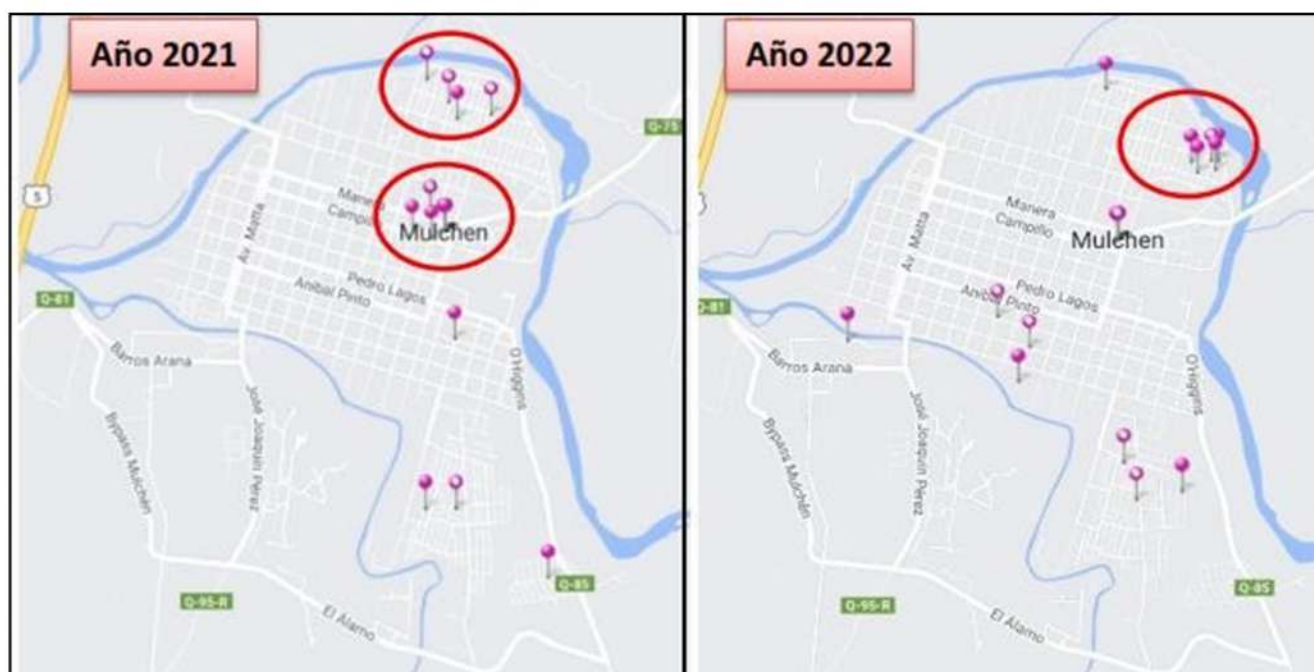 Año 2021
Q-75
5
Av. Matta
Manera
Campillo
Mulchen
Pedro Lagos
Anibal Pinto
Q-81
Barros Arana
O'Higgins
José Joaquín Pérez
Bypass Mulchén
Q-85
Q-95-R
El Álamo
Año 2022
Av. Matta
Manera
Campillo
Mulchen
Pedro Lagos
Anibal Pinto
Q-81
Barros Arana
O'Higgins
José Joaquín Pérez
Bypass Mulchén
Q-85
Q-95-R
El Álamo